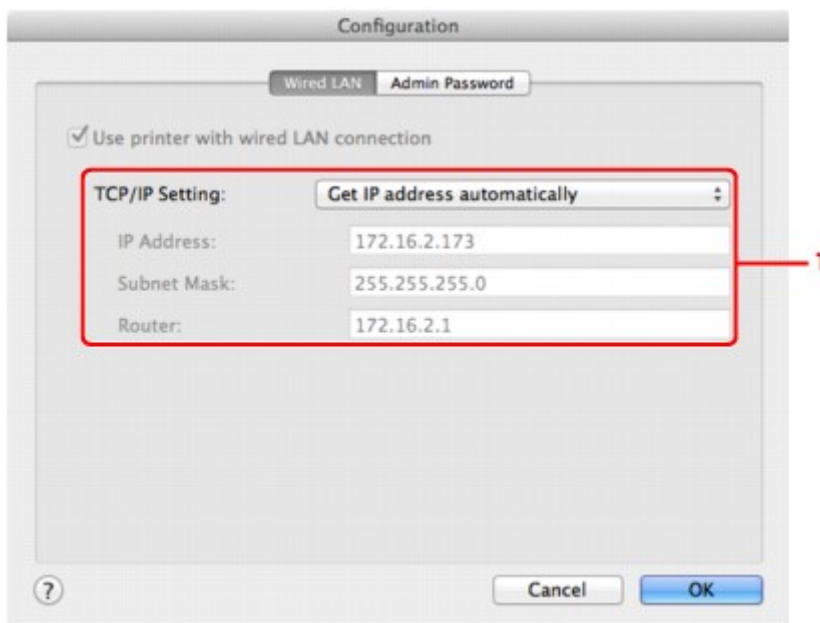 Configuration
Wired LAN Admin Password
Use printer with wired LAN connection
TCP/IP Setting: Get IP address automatically
IP Address: 172.16.2.173
Subnet Mask: 255.255.255.0
Router: 172.16.2.1
? Cancel OK